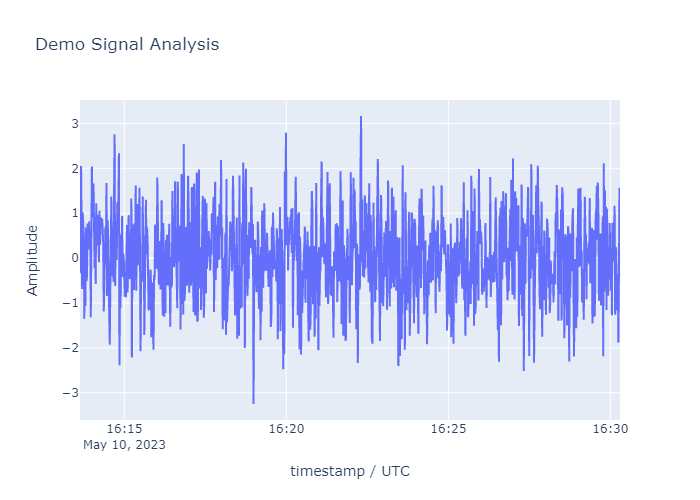 Demo Signal Analysis
3
2
1
0
−1
−2
−3
Amplitude
16:15
16:20
16:25
16:30
May 10, 2023
timestamp / UTC